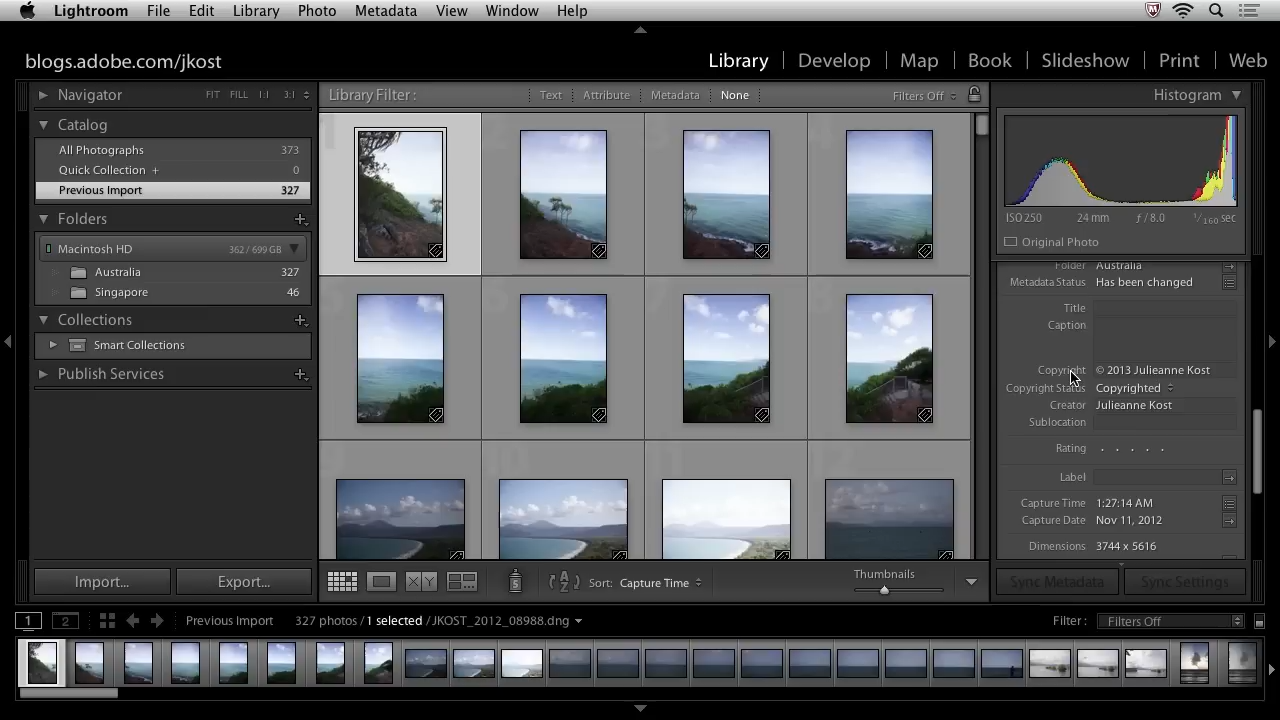 Lightroom File Edit Library Photo Metadata View Window Help
blogs.adobe.com/jkost
Library Develop Map Book Slideshow Print Web
Navigator FIT FILL 1:1 3:1
Library Filter : Text Attribute Metadata None Filters Off
Histogram
Catalog
All Photographs 373
Quick Collection + 0
Previous Import 327
Folders
Macintosh HD 362 / 699 GB
Australia 327
Singapore 46
Collections
Smart Collections
Publish Services
ISO 250 24 mm ƒ / 8.0 1/160 sec
Original Photo
Folder Australia
Metadata Status Has been changed
Title
Caption
Copyright © 2013 Julieanne Kost
Copyright Status Copyrighted
Creator Julieanne Kost
Sublocation
Rating . . . . .
Label
Capture Time 1:27:14 AM
Capture Date Nov 11, 2012
Dimensions 3744 x 5616
Import... Export...
XY
Sort: Capture Time
Thumbnails
Sync Metadata Sync Settings
1 2 Previous Import 327 photos / 1 selected / JKOST_2012_08988.dng
Filter : Filters Off